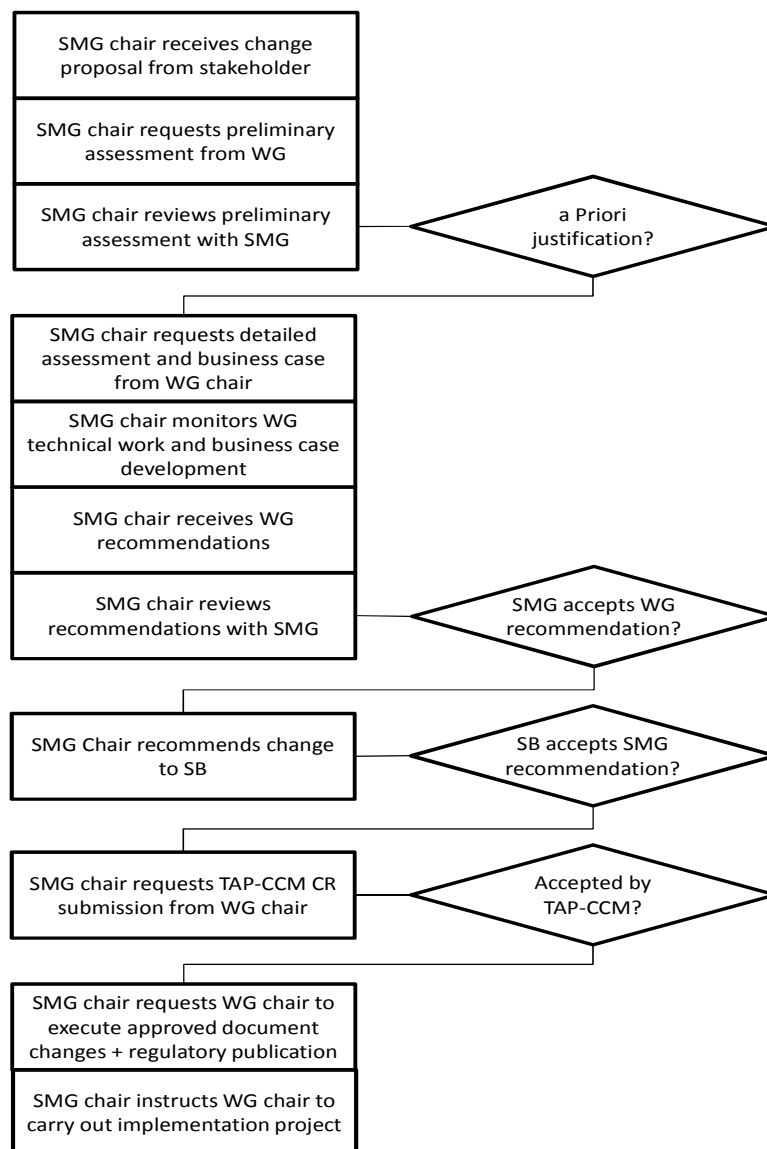 SMG chair receives change
proposal from stakeholder
SMG chair requests preliminary
assessment from WG
SMG chair reviews preliminary
assessment with SMG
a Priori
justification?
SMG chair requests detailed
assessment and business case
from WG chair
SMG chair monitors WG
technical work and business case
development
SMG chair receives WG
recommendations
SMG chair reviews
recommendations with SMG
SMG accepts WG
recommendation?
SMG Chair recommends change
to SB
SB accepts SMG
recommendation?
SMG chair requests TAP-CCM CR
submission from WG chair
Accepted by
TAP-CCM?
SMG chair requests WG chair to
execute approved document
changes + regulatory publication
SMG chair instructs WG chair to
carry out implementation project